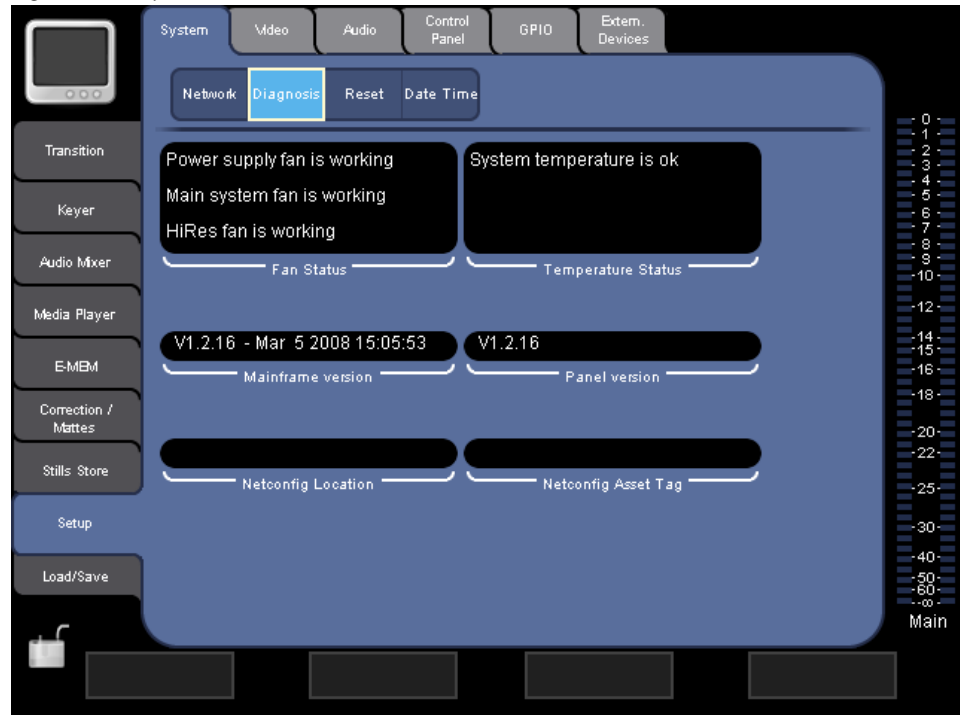 System
Video
Audio
Control
Panel
GPIO
Extern.
Devices
Network
Diagnosis
Reset
Date Time
Transition
Keyer
Audio Mixer
Media Player
E-MEM
Correction /
Mattes
Stills Store
Setup
Load/Save
Power supply fan is working
Main system fan is working
HiRes fan is working
Fan Status
System temperature is ok
Temperature Status
V1.2.16 - Mar 5 2008 15:05:53
Mainframe version
V1.2.16
Panel version
Netconfig Location
Netconfig Asset Tag
- 0 -
- 1 -
- 2 -
- 3 -
- 4 -
- 5 -
- 6 -
- 7 -
- 8 -
- 9 -
-10-
-12-
-14-
-15-
-16-
-18-
-20-
-22-
-25-
-30-
-40-
-50-
-60-
--∞-
Main